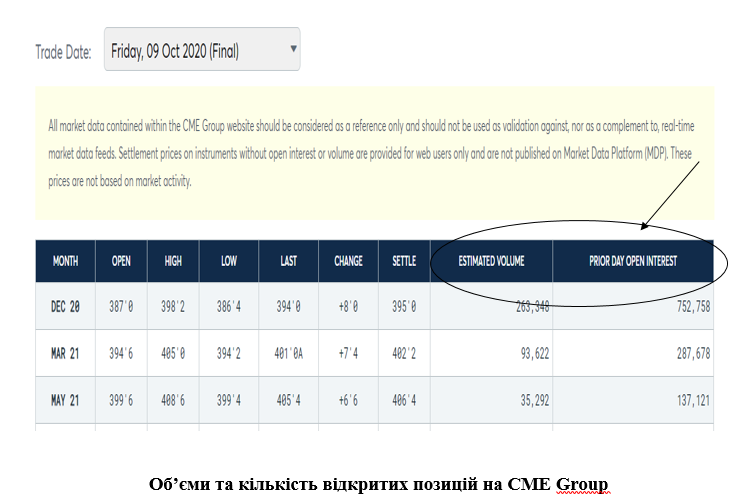 Trade Date: Friday, 09 Oct 2020 (Final)
All market data contained within the CME Group website should be considered as a reference only and should not be used as validation against, nor as a complement to, real-time
market data feeds. Settlement prices on instruments without open interest or volume are provided for web users only and are not published on Market Data Platform (MDP). These
prices are not based on market activity.
MONTH OPEN HIGH LOW LAST CHANGE SETTLE ESTIMATED VOLUME PRIOR DAY OPEN INTEREST
DEC 20 387'0 398'2 386'4 394'0 +8'0 395'0 263,348 752,758
MAR 21 394'6 405'0 394'2 401'0A +7'4 402'2 93,622 287,678
MAY 21 399'6 408'6 399'4 405'4 +6'6 406'4 35,292 137,121
Об’єми та кількість відкритих позицій на CME Group